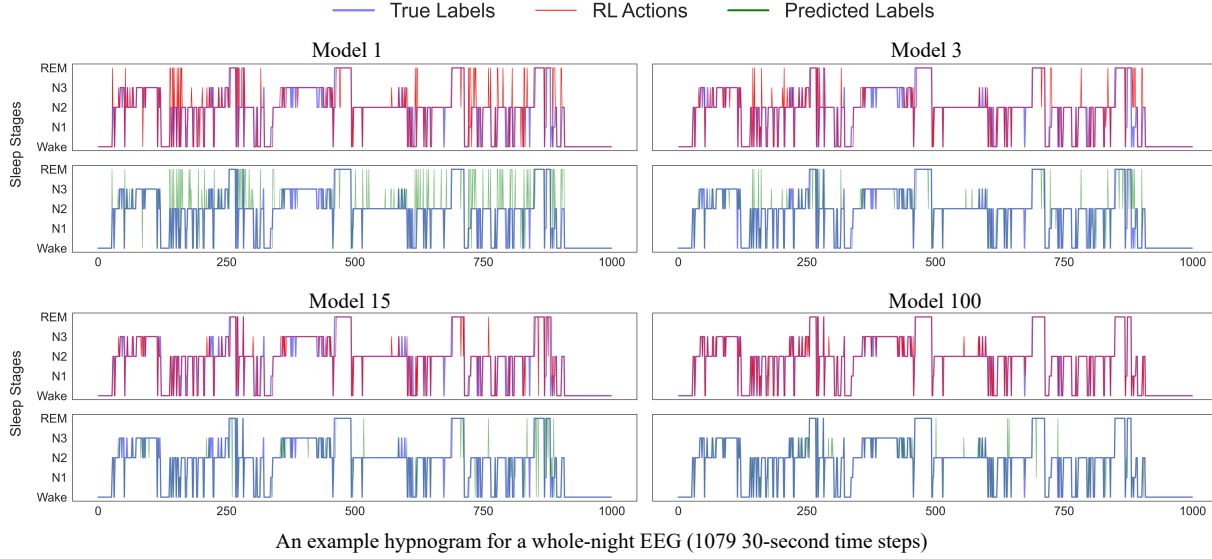 True Labels RL Actions Predicted Labels
Model 1 Model 3
REM
N3
N2
N1
Wake
Sleep Stages
REM
N3
N2
N1
Wake
0 250 500 750 1000 0 250 500 750 1000
Model 15 Model 100
REM
N3
N2
N1
Wake
Sleep Stages
REM
N3
N2
N1
Wake
0 250 500 750 1000 0 250 500 750 1000
An example hypnogram for a whole-night EEG (1079 30-second time steps)